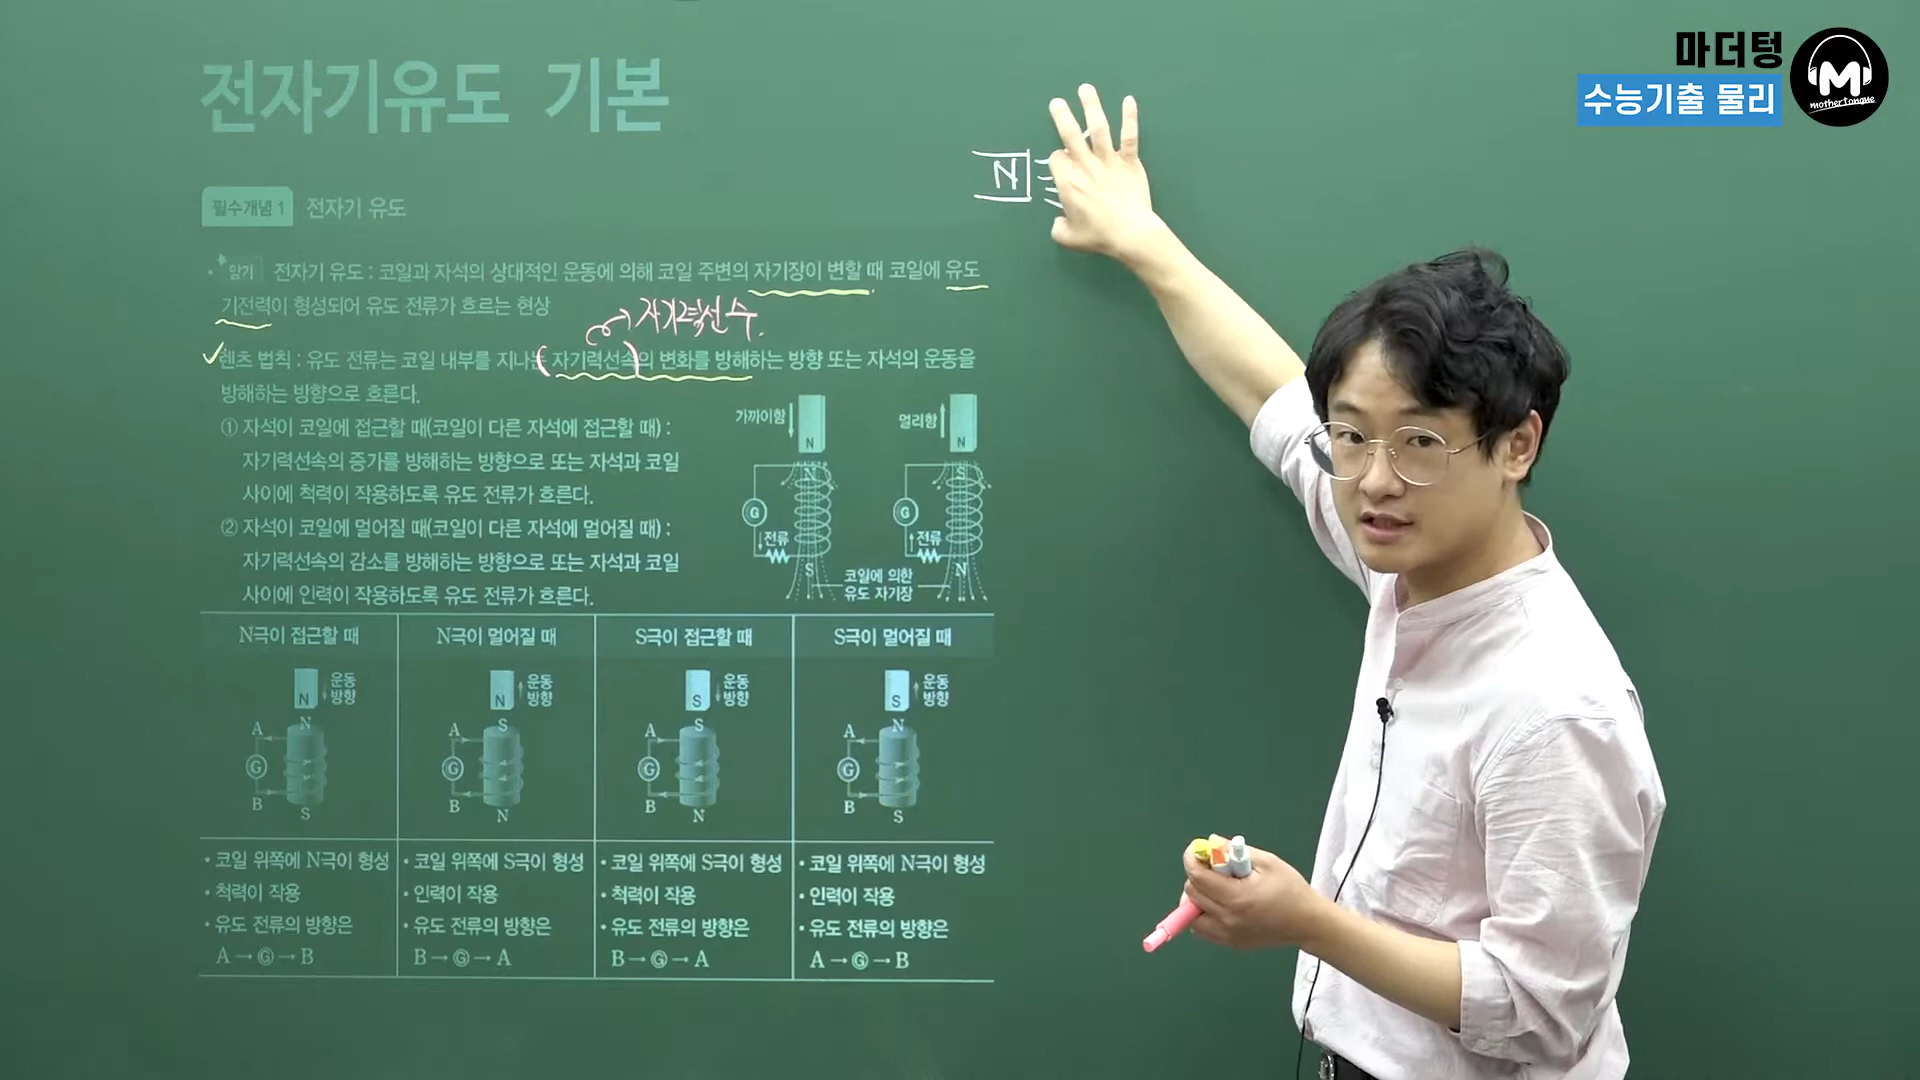 전자기유도 기본
마더텅
수능기출 물리
M
mothertongue
N
필수개념 1 전자기 유도
• 암기 전자기 유도 : 코일과 자석의 상대적인 운동에 의해 코일 주변의 자기장이 변할 때 코일에 유도
기전력이 형성되어 유도 전류가 흐르는 현상
자기력선 수.
렌츠 법칙 : 유도 전류는 코일 내부를 지나는 (자기력선속)의 변화를 방해하는 방향 또는 자석의 운동을
방해하는 방향으로 흐른다.
① 자석이 코일에 접근할 때(코일이 다른 자석에 접근할 때) :
자기력선속의 증가를 방해하는 방향으로 또는 자석과 코일
사이에 척력이 작용하도록 유도 전류가 흐른다.
② 자석이 코일에 멀어질 때(코일이 다른 자석에 멀어질 때) :
자기력선속의 감소를 방해하는 방향으로 또는 자석과 코일
사이에 인력이 작용하도록 유도 전류가 흐른다.
가까이함
N
N
G
전류
S
멀리함
N
S
G
전류
N
코일에 의한
유도 자기장
N극이 접근할 때 N극이 멀어질 때 S극이 접근할 때 S극이 멀어질 때
N 운동
방향
N
A
G
B
S
N 운동
방향
S
A
G
B
N
S 운동
방향
S
A
G
B
N
S 운동
방향
N
A
G
B
S
• 코일 위쪽에 N극이 형성 • 코일 위쪽에 S극이 형성 • 코일 위쪽에 S극이 형성 • 코일 위쪽에 N극이 형성
• 척력이 작용 • 인력이 작용 • 척력이 작용 • 인력이 작용
• 유도 전류의 방향은 • 유도 전류의 방향은 • 유도 전류의 방향은 • 유도 전류의 방향은
A→Ⓖ→B B→Ⓖ→A B→Ⓖ→A A→Ⓖ→B